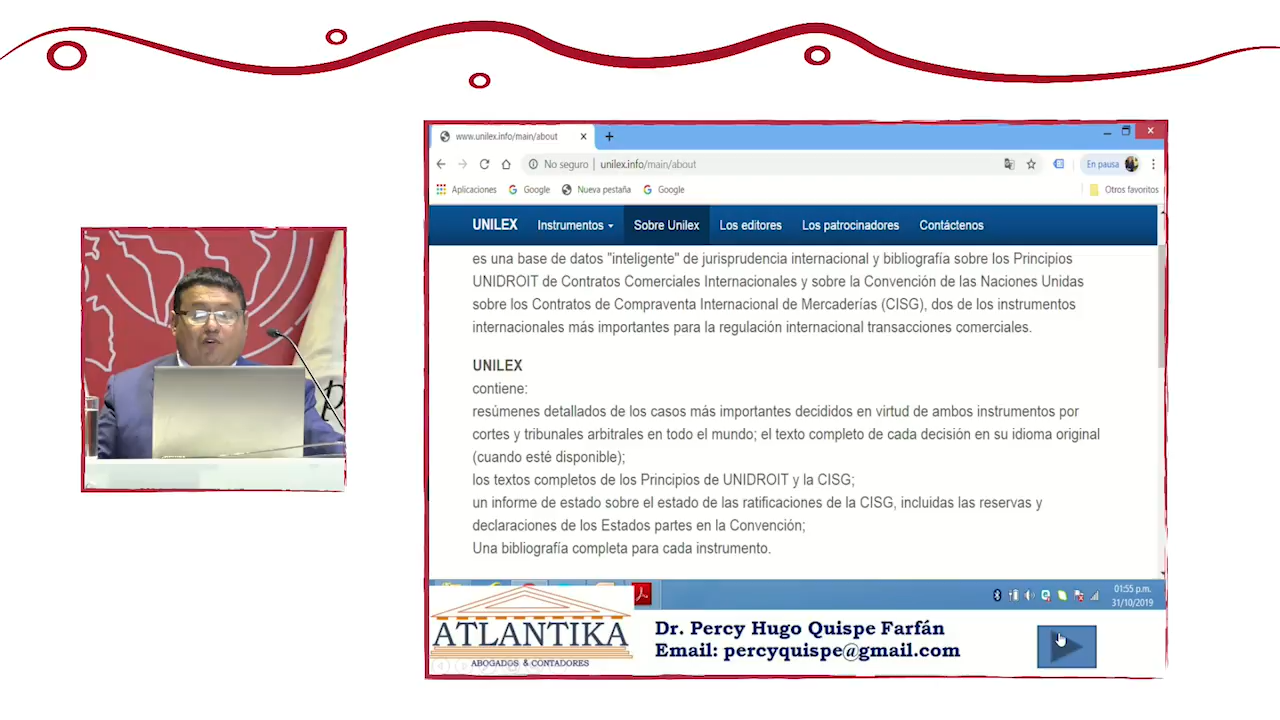 www.unilex.info/main/about
No seguro | unilex.info/main/about
En pausa
Aplicaciones Google Nueva pestaña Google Otros favoritos
UNILEX Instrumentos Sobre Unilex Los editores Los patrocinadores Contáctenos
es una base de datos "inteligente" de jurisprudencia internacional y bibliografía sobre los Principios
UNIDROIT de Contratos Comerciales Internacionales y sobre la Convención de las Naciones Unidas
sobre los Contratos de Compraventa Internacional de Mercaderías (CISG), dos de los instrumentos
internacionales más importantes para la regulación internacional transacciones comerciales.
UNILEX
contiene:
resúmenes detallados de los casos más importantes decididos en virtud de ambos instrumentos por
cortes y tribunales arbitrales en todo el mundo; el texto completo de cada decisión en su idioma original
(cuando esté disponible);
los textos completos de los Principios de UNIDROIT y la CISG;
un informe de estado sobre el estado de las ratificaciones de la CISG, incluidas las reservas y
declaraciones de los Estados partes en la Convención;
Una bibliografía completa para cada instrumento.
01:55 p.m.
31/10/2019
ATLANTIKA
ABOGADOS & CONTADORES
Dr. Percy Hugo Quispe Farfán
Email: percyquispe@gmail.com